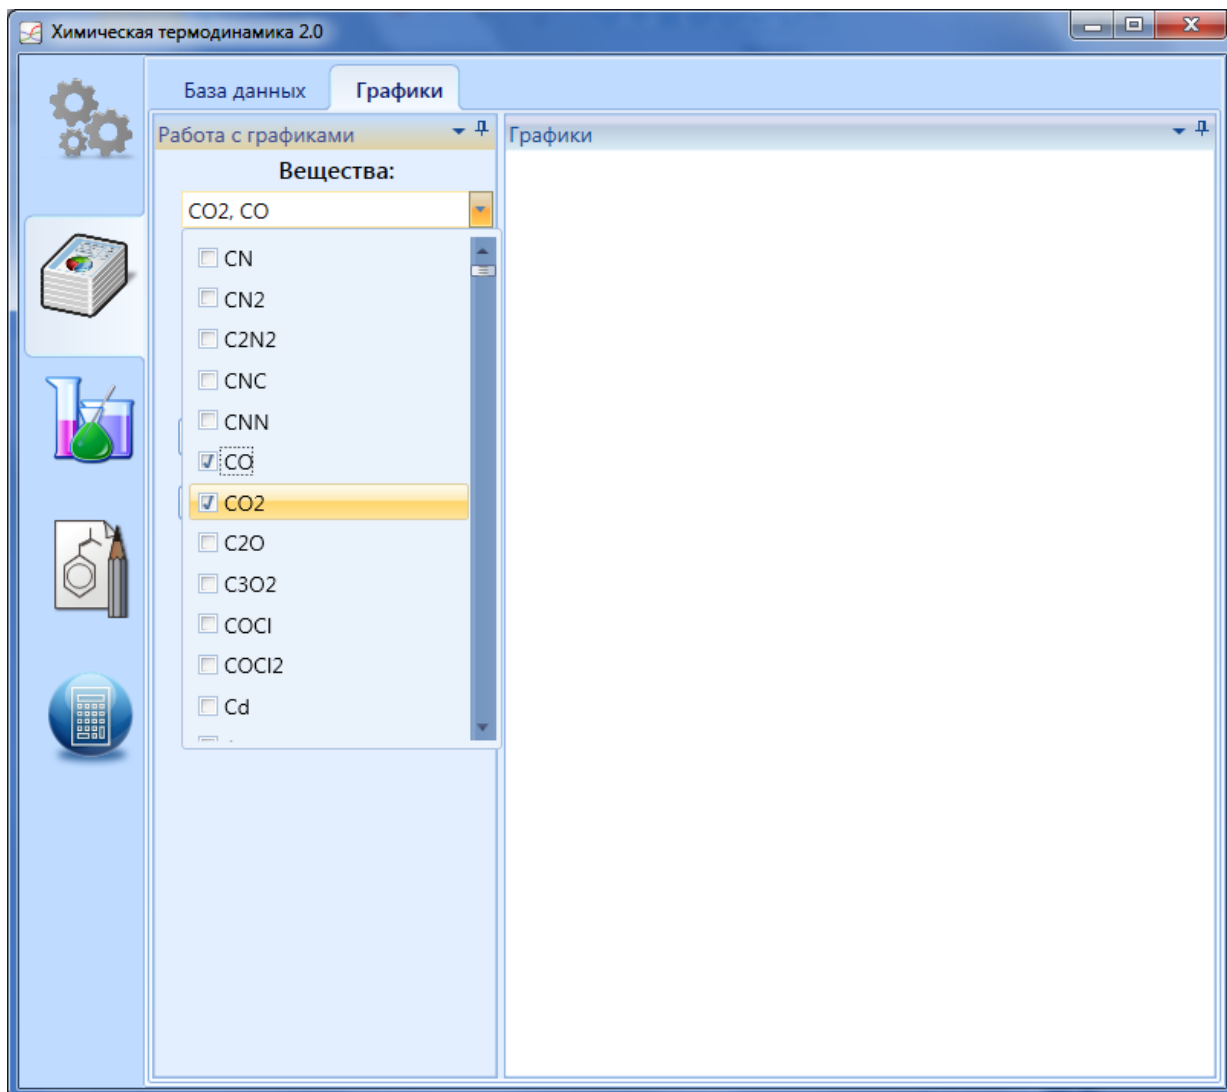 Химическая термодинамика 2.0
База данных
Графики
Работа с графиками
Графики
Вещества:
CO2, CO
CN
CN2
C2N2
CNC
CNN
CO
CO2
C2O
C3O2
COCl
COCl2
Cd